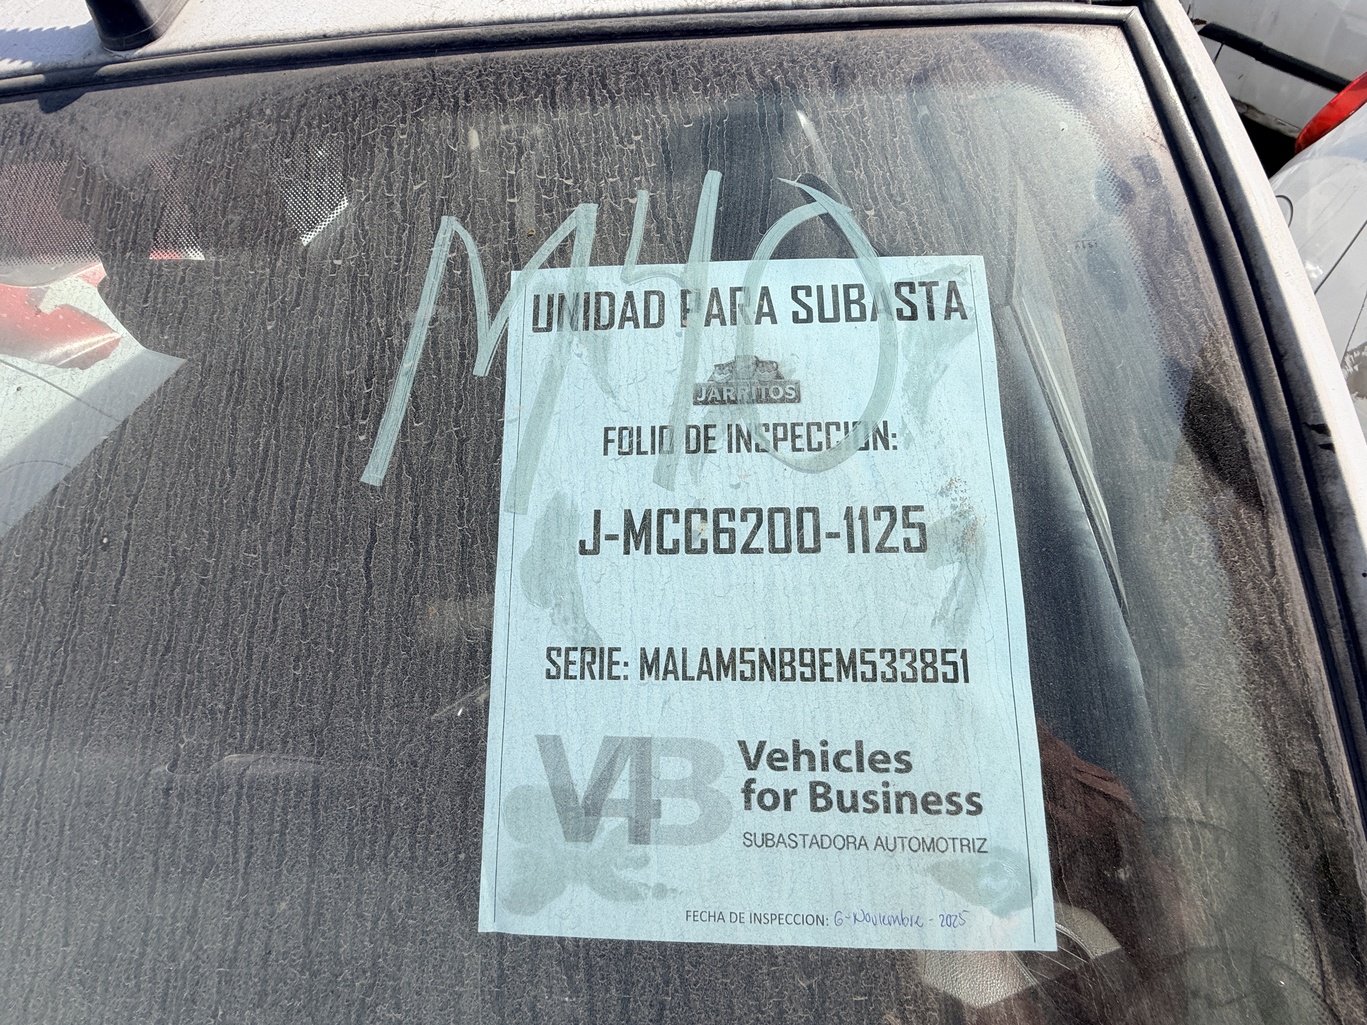 M40
UNIDAD PARA SUBASTA
JARRITOS
FOLIO DE INSPECCION:
J-MCC6200-1125
SERIE: MALAM5NB9EM533851
V4B
Vehicles
for Business
SUBASTADORA AUTOMOTRIZ
FECHA DE INSPECCION: 6-Noviembre-2025